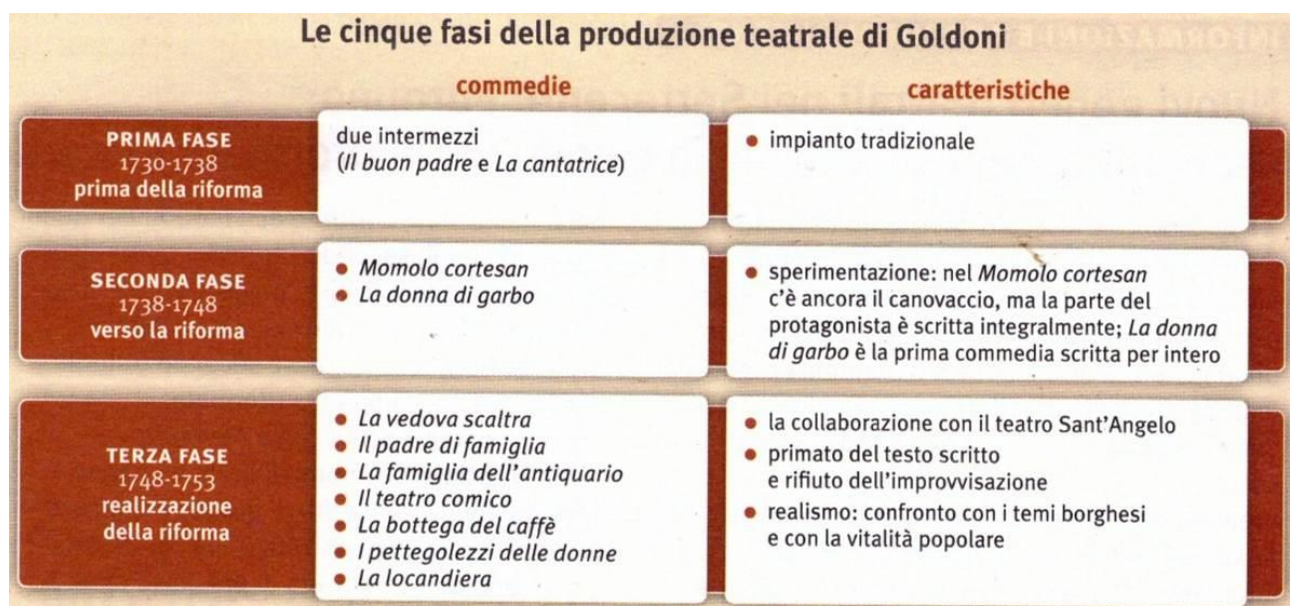 Le cinque fasi della produzione teatrale di Goldoni
commedie
caratteristiche
PRIMA FASE
1730-1738
prima della riforma
due intermezzi
(Il buon padre e La cantatrice)
• impianto tradizionale
SECONDA FASE
1738-1748
verso la riforma
• Momolo cortesan
• La donna di garbo
• sperimentazione: nel Momolo cortesan
c'è ancora il canovaccio, ma la parte del
protagonista è scritta integralmente; La donna
di garbo è la prima commedia scritta per intero
TERZA FASE
1748-1753
realizzazione
della riforma
• La vedova scaltra
• Il padre di famiglia
• La famiglia dell'antiquario
• Il teatro comico
• La bottega del caffè
• I pettegolezzi delle donne
• La locandiera
• la collaborazione con il teatro Sant'Angelo
• primato del testo scritto
e rifiuto dell'improvvisazione
• realismo: confronto con i temi borghesi
e con la vitalità popolare